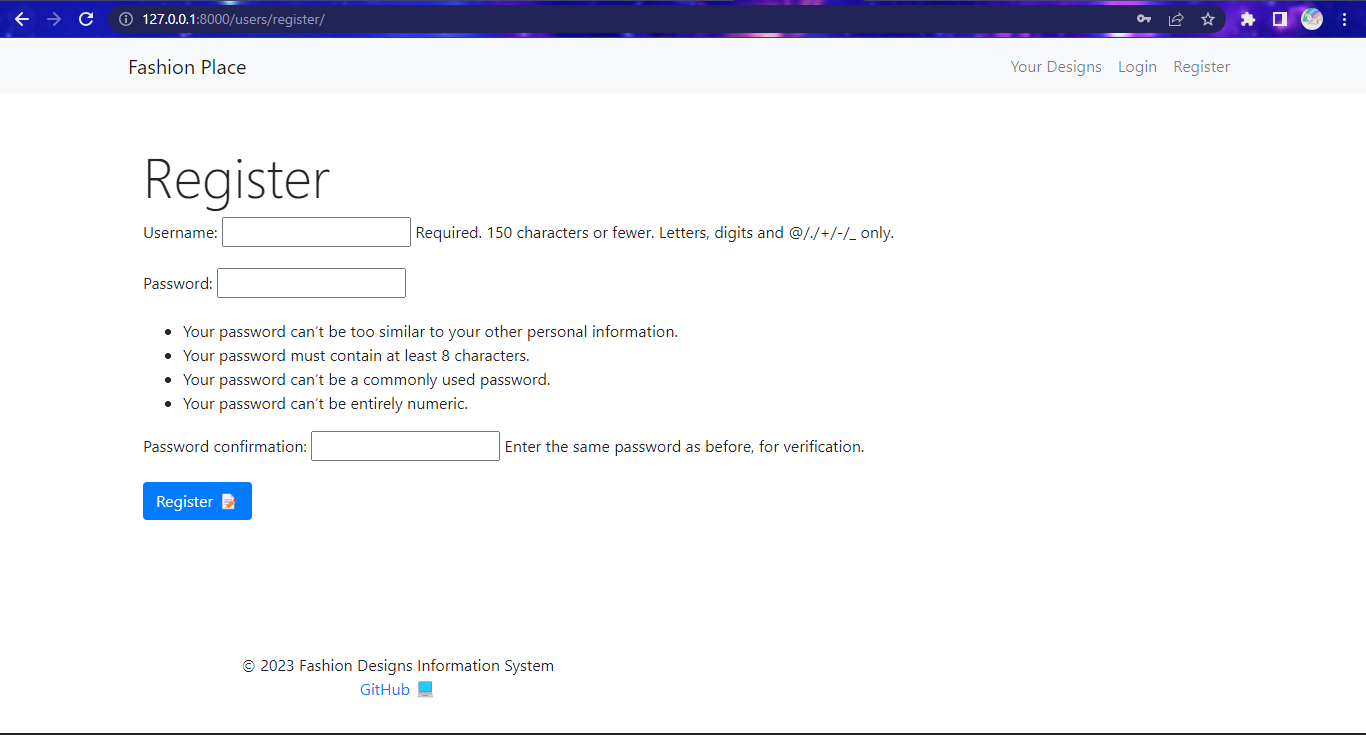 127.0.0.1:8000/users/register/
Fashion Place Your Designs Login Register
Register
Username: Required. 150 characters or fewer. Letters, digits and @/./+/-/_ only.
Password:
Your password can’t be too similar to your other personal information.
Your password must contain at least 8 characters.
Your password can’t be a commonly used password.
Your password can’t be entirely numeric.
Password confirmation: Enter the same password as before, for verification.
Register
© 2023 Fashion Designs Information System
GitHub